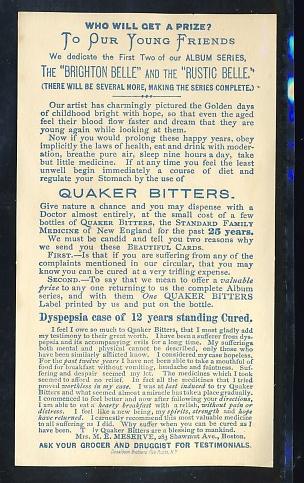 WHO WILL GET A PRIZE?
To Our Young Friends
We dedicate the First Two of our ALBUM SERIES,
The "BRIGHTON BELLE" AND THE "RUSTIC BELLE."
(THERE WILL BE SEVERAL MORE, MAKING THE SERIES COMPLETE.)
Our artist has charmingly pictured the Golden days
of childhood bright with hope, so that even the aged
feel their blood flow faster and dream that they are
young again while looking at them.
Now if you would prolong these happy years, obey
implicitly the laws of health, eat and drink with moder-
ation, breathe pure air, sleep nine hours a day, take
but little medicine. If at any time you feel the least
unwell begin immediately a course of diet and
regulate your Stomach by the use of
QUAKER BITTERS.
Give nature a chance and you may dispense with a
Doctor almost entirely, at the small cost of a few
bottles of QUAKER BITTERS, the STANDARD FAMILY
MEDICINE of New England for the past 25 years.
We must be candid and tell you two reasons why
we send you these BEAUTIFUL CARDS.
FIRST.—Is that if you are suffering from any of the
complaints mentioned in our circular, that you may
know you can be cured at a very trifling expense.
SECOND.—To say that we mean to offer a valuable
prize to any one returning to us the complete Album
series, and with them One QUAKER BITTERS
Label printed by us and put on the bottle.
Dyspepsia case of 12 years standing Cured.
I feel I owe so much to Quaker Bitters, that I most gladly add
my testimony to their great worth. I have been a sufferer from dys-
pepsia and its accompanying evils for a long time. My sufferings
both mental and physical cannot be described, only those who
have been similarly afflicted know. I considered my case hopeless.
For the past twelve years I have not been able to take a mouthful of
food for breakfast without vomiting, headache and faintness. Suf-
fering and despair seemed my lot. The medicines which I took
seemed to afford no relief. In fact all the medicines that I tried
proved worthless in my case. I was at last induced to try Quaker
Bitters and what seemed almost a miracle has taken place gradually.
I commenced to feel better and now after following your directions,
I am able to eat a hearty breakfast with a relish, without pain or
distress. I feel like a new being, my spirits, strength and hope
have returned. I earnestly recommend this most valuable medicine
to all suffering as I did. Why suffer when you can be cured as I
have been. Quaker Bitters are a blessing to mankind.
Mrs. M. E. MESERVE, 283 Shawmut Ave., Boston.
ASK YOUR GROCER AND DRUGGIST FOR TESTIMONIALS.
Donaldson Brothers Five Points, N.Y.